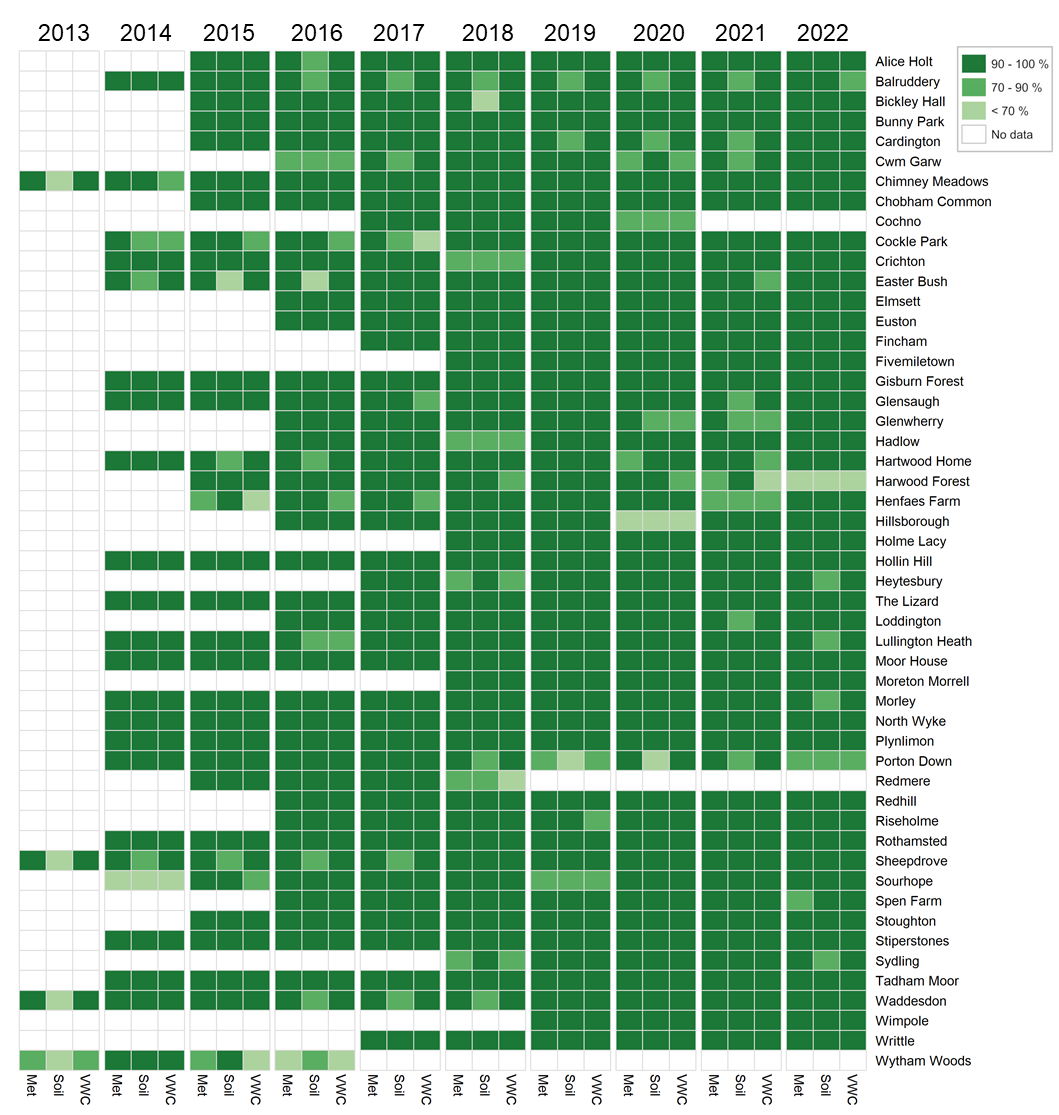 2013 2014 2015 2016 2017 2018 2019 2020 2021 2022
90 - 100 %
70 - 90 %
< 70 %
No data
Alice Holt
Balruddery
Bickley Hall
Bunny Park
Cardington
Cwm Garw
Chimney Meadows
Chobham Common
Cochno
Cockle Park
Crichton
Easter Bush
Elmsett
Euston
Fincham
Fivemiletown
Gisburn Forest
Glensaugh
Glenwherry
Hadlow
Hartwood Home
Harwood Forest
Henfaes Farm
Hillsborough
Holme Lacy
Hollin Hill
Heytesbury
The Lizard
Loddington
Lullington Heath
Moor House
Moreton Morrell
Morley
North Wyke
Plynlimon
Porton Down
Redmere
Redhill
Riseholme
Rothamsted
Sheepdrove
Sourhope
Spen Farm
Stoughton
Stiperstones
Sydling
Tadham Moor
Waddesdon
Wimpole
Writtle
Wytham Woods
Met Soil VWC Met Soil VWC Met Soil VWC Met Soil VWC Met Soil VWC Met Soil VWC Met Soil VWC Met Soil VWC Met Soil VWC Met Soil VWC